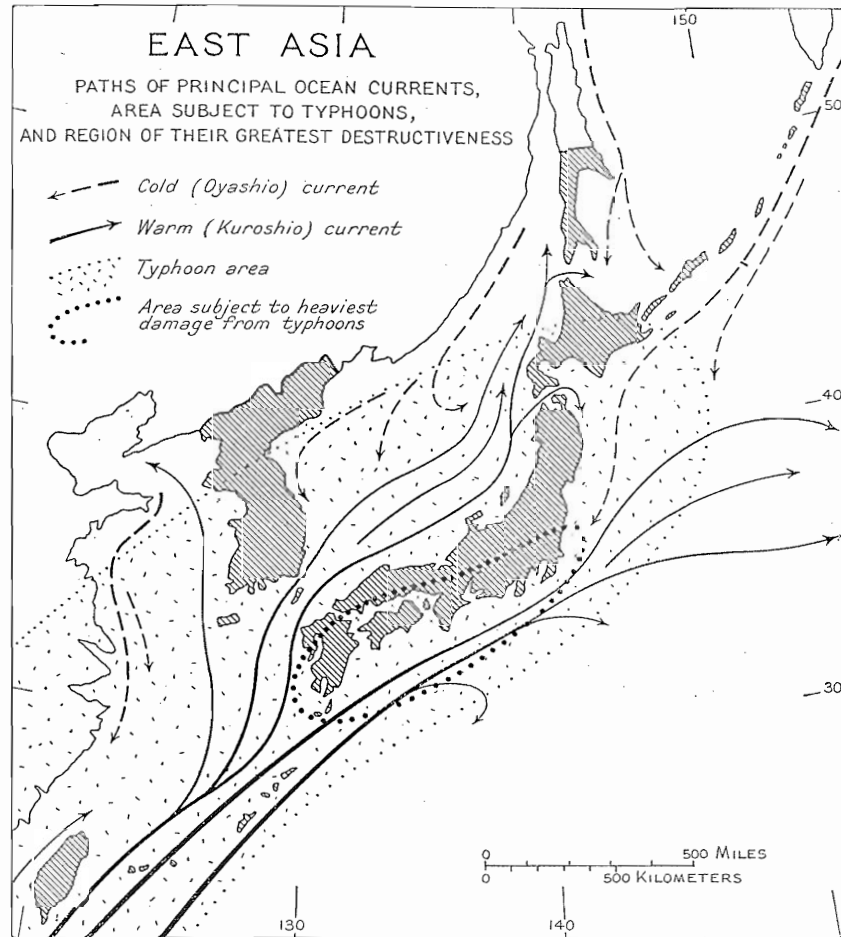 EAST ASIA
PATHS OF PRINCIPAL OCEAN CURRENTS,
AREA SUBJECT TO TYPHOONS,
AND REGION OF THEIR GREATEST DESTRUCTIVENESS
Cold (Oyashio) current
Warm (Kuroshio) current
Typhoon area
Area subject to heaviest
damage from typhoons
150
50
40
30
0 500 MILES
0 500 KILOMETERS
130
140